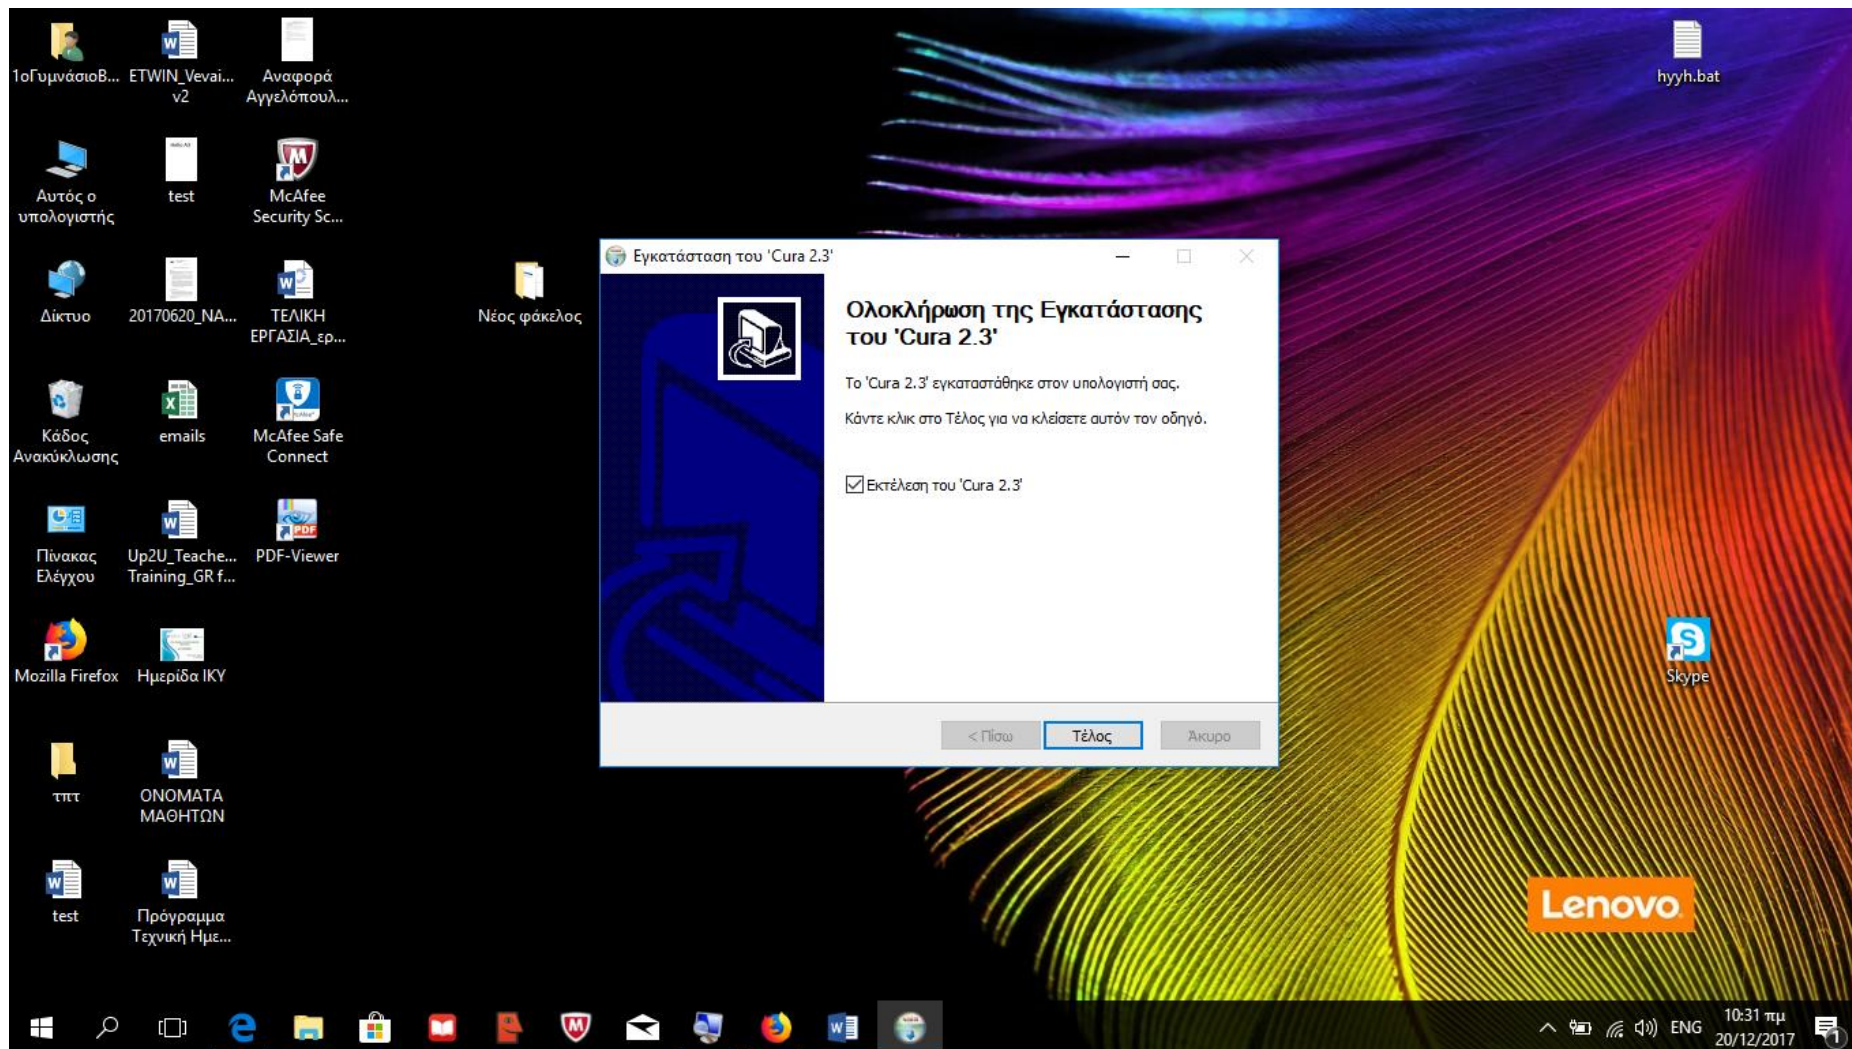 1οΓυμνάσιοΒ...
ETWIN_Vevai...
v2
Αναφορά
Αγγελόπουλ...
hyyh.bat
Αυτός ο
υπολογιστής
test
McAfee
Security Sc...
Δίκτυο
20170620_NA...
ΤΕΛΙΚΗ
ΕΡΓΑΣΙΑ_ερ...
Νέος φάκελος
Εγκατάσταση του 'Cura 2.3'
Ολοκλήρωση της Εγκατάστασης
του 'Cura 2.3'
Το 'Cura 2.3' εγκαταστάθηκε στον υπολογιστή σας.
Κάντε κλικ στο Τέλος για να κλείσετε αυτόν τον οδηγό.
Εκτέλεση του 'Cura 2.3'
< Πίσω
Τέλος
Άκυρο
Κάδος
Ανακύκλωσης
emails
McAfee Safe
Connect
Πίνακας
Ελέγχου
Up2U_Teache...
Training_GR f...
PDF
PDF-Viewer
Mozilla Firefox
Ημερίδα ΙΚΥ
Skype
τπτ
ΟΝΟΜΑΤΑ
ΜΑΘΗΤΩΝ
test
Πρόγραμμα
Τεχνική Ημε...
Lenovo
ENG
10:31 πμ
20/12/2017
1